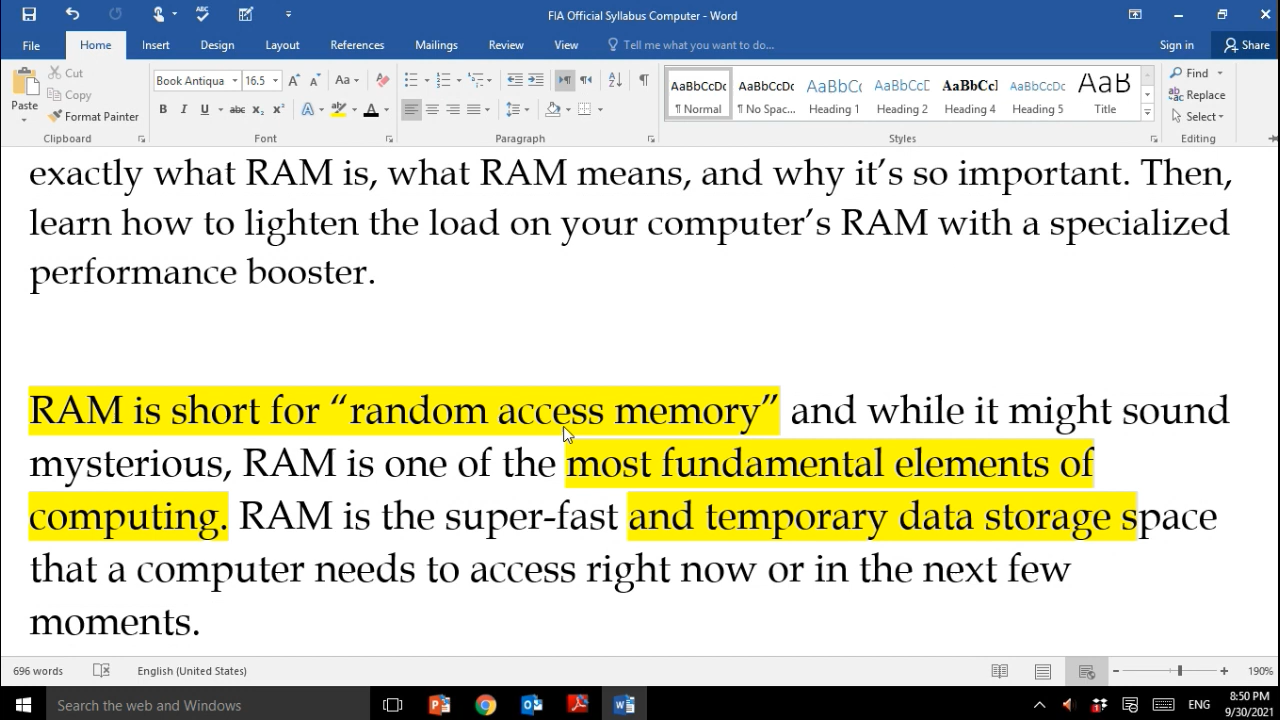 FIA Official Syllabus Computer - Word
File Home Insert Design Layout References Mailings Review View Tell me what you want to do... Sign in Share
Paste
Cut
Copy
Format Painter
Clipboard
Book Antiqua 16.5
Font
Paragraph
AaBbCcDc AaBbCcDc AaBbCc AaBbCcD AaBbCcl AaBbCcDc AaB
¶ Normal ¶ No Spac... Heading 1 Heading 2 Heading 4 Heading 5 Title
Styles
Find
Replace
Select
Editing
exactly what RAM is, what RAM means, and why it’s so important. Then,
learn how to lighten the load on your computer’s RAM with a specialized
performance booster.
RAM is short for “random access memory” and while it might sound
mysterious, RAM is one of the most fundamental elements of
computing. RAM is the super-fast and temporary data storage space
that a computer needs to access right now or in the next few
moments.
696 words English (United States) 190%
Search the web and Windows
ENG
8:50 PM
9/30/2021